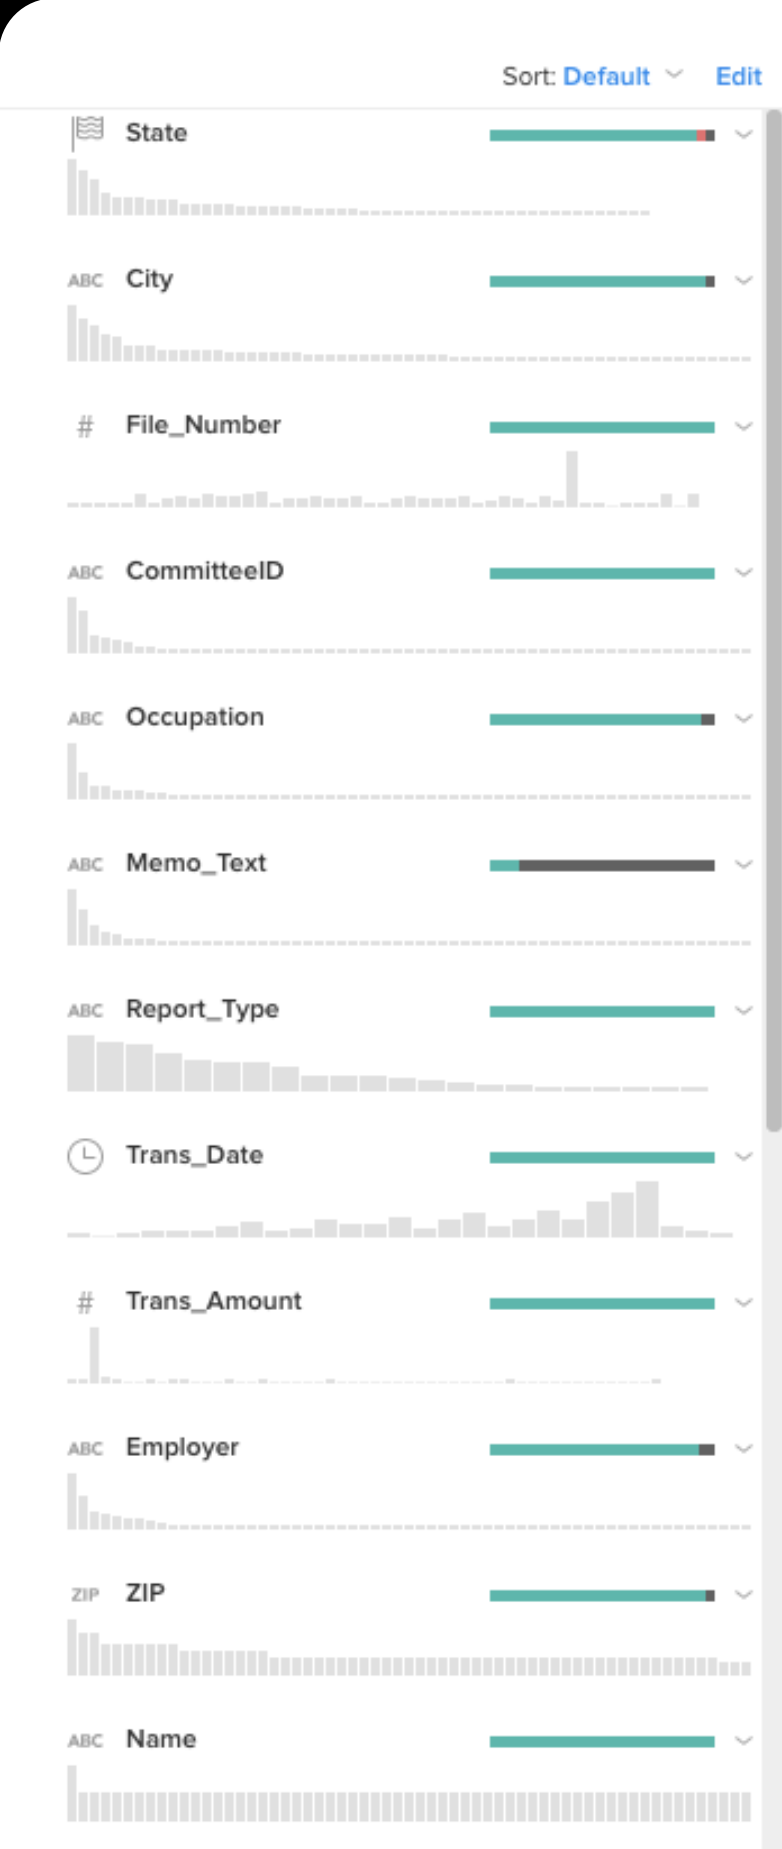 Sort: Default Edit
State
ABC City
# File_Number
ABC CommitteeID
ABC Occupation
ABC Memo_Text
ABC Report_Type
Trans_Date
# Trans_Amount
ABC Employer
ZIP ZIP
ABC Name